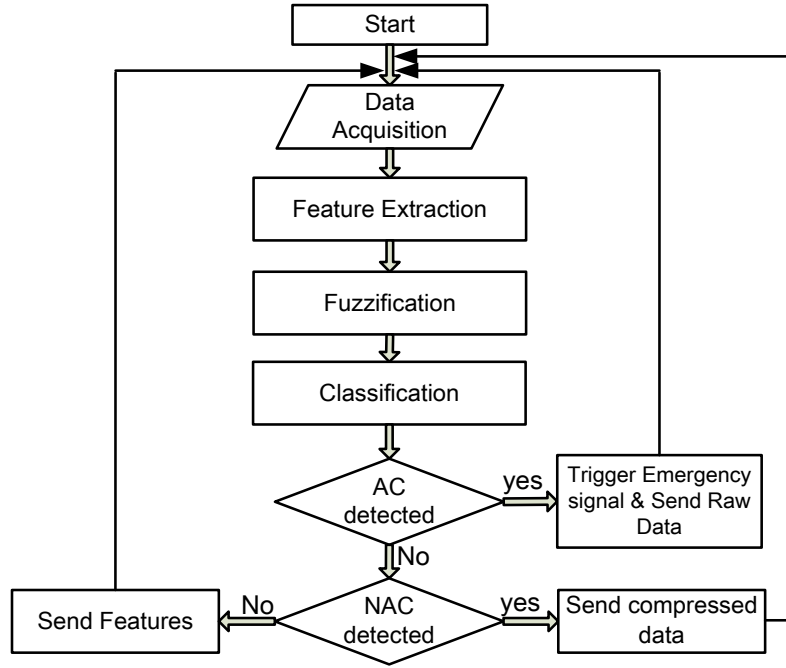 Start
Data
Acquisition
Feature Extraction
Fuzzification
Classification
AC
detected
yes
Trigger Emergency
signal & Send Raw
Data
No
NAC
detected
yes
Send compressed
data
No
Send Features